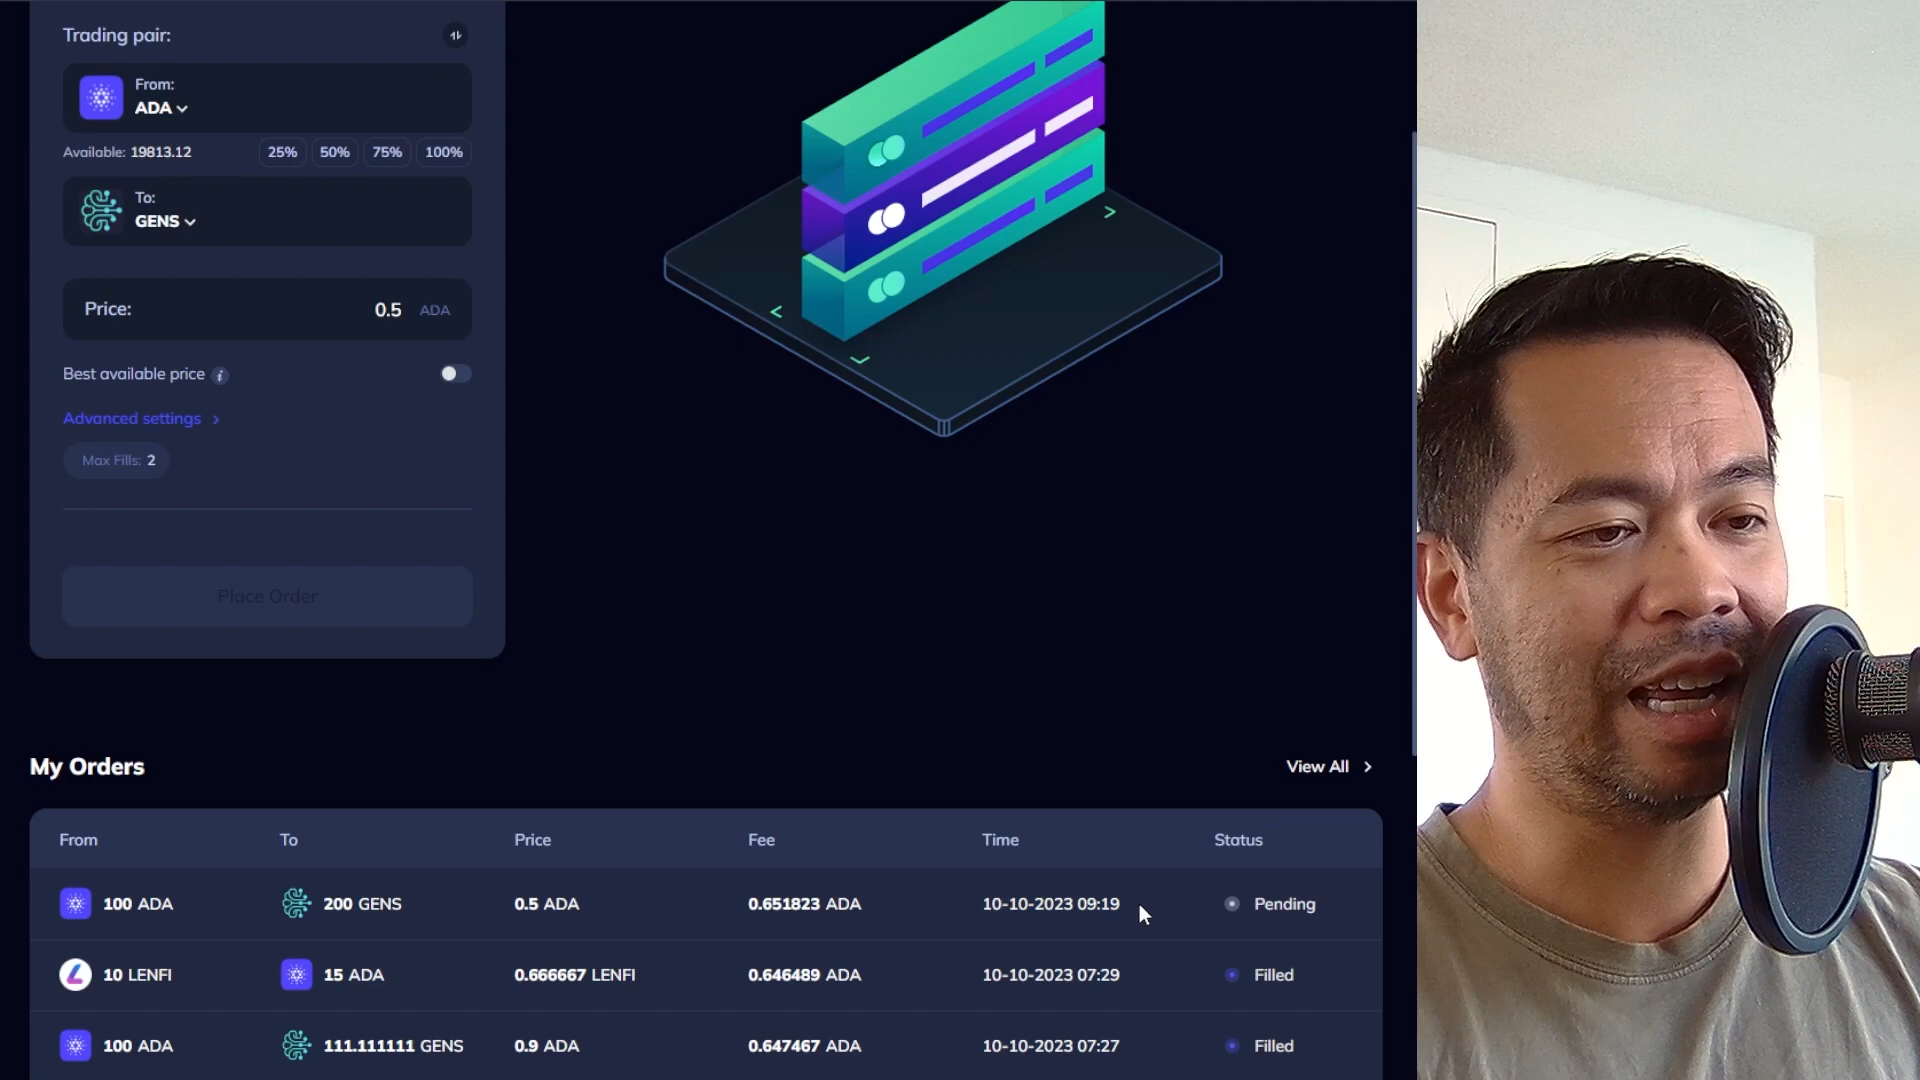 Trading pair:
From:
ADA
Available: 19813.12 25% 50% 75% 100%
To:
GENS
Price: 0.5 ADA
Best available price i
Advanced settings
Max Fills: 2
Place Order
My Orders View All
From To Price Fee Time Status
100 ADA 200 GENS 0.5 ADA 0.651823 ADA 10-10-2023 09:19 Pending
10 LENFI 15 ADA 0.666667 LENFI 0.646489 ADA 10-10-2023 07:29 Filled
100 ADA 111.111111 GENS 0.9 ADA 0.647467 ADA 10-10-2023 07:27 Filled